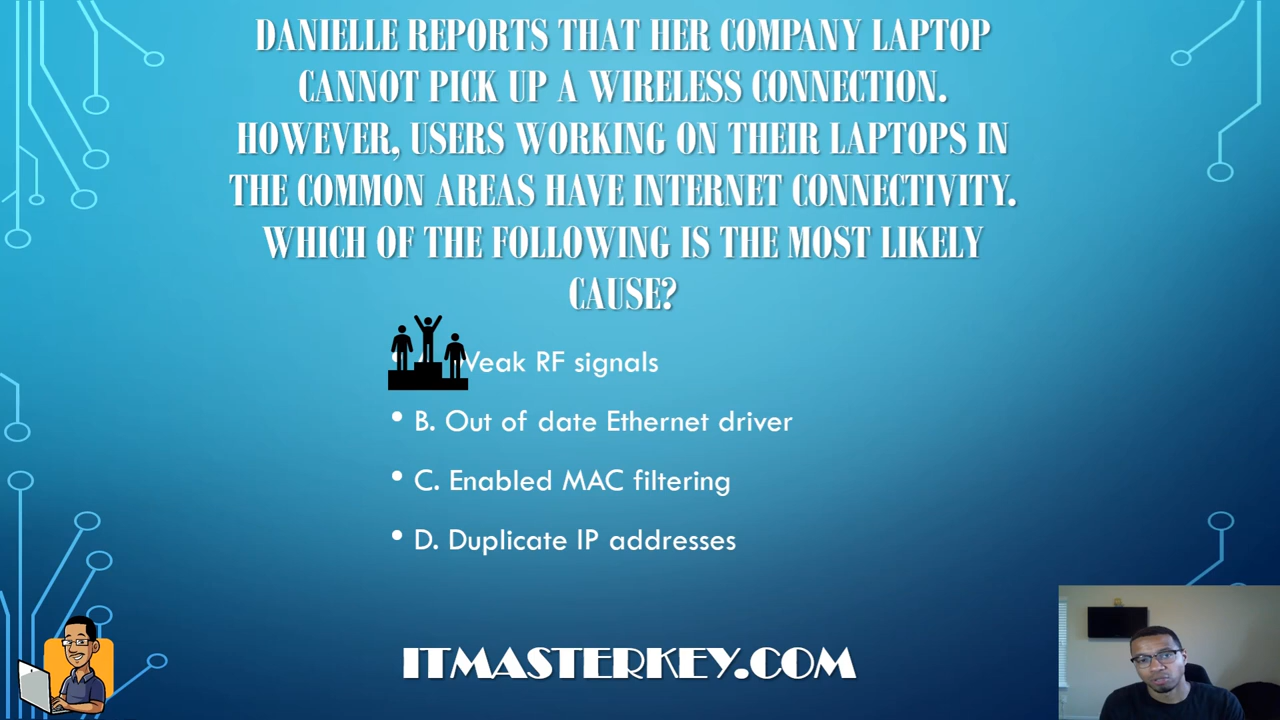 DANIELLE REPORTS THAT HER COMPANY LAPTOP
CANNOT PICK UP A WIRELESS CONNECTION.
HOWEVER, USERS WORKING ON THEIR LAPTOPS IN
THE COMMON AREAS HAVE INTERNET CONNECTIVITY.
WHICH OF THE FOLLOWING IS THE MOST LIKELY
CAUSE?
Weak RF signals
• B. Out of date Ethernet driver
• C. Enabled MAC filtering
• D. Duplicate IP addresses
ITMASTERKEY.COM